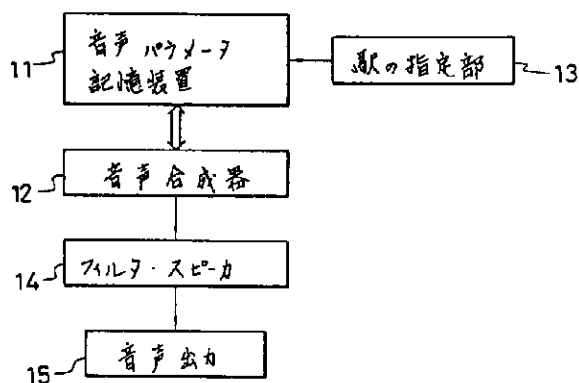 音声パラメータ
記憶装置
11
駅の指定部
13
音声合成器
12
フィルタ・スピーカ
14
音声出力
15